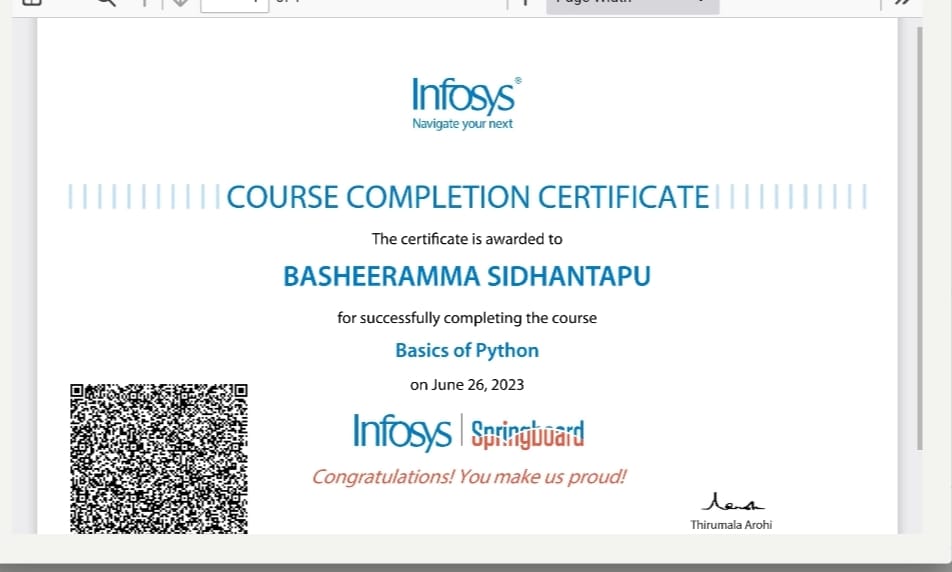 Infosys®
Navigate your next
COURSE COMPLETION CERTIFICATE
The certificate is awarded to
BASHEERAMMA SIDHANTAPU
for successfully completing the course
Basics of Python
on June 26, 2023
Infosys | Springboard
Congratulations! You make us proud!
Thirumala Arohi